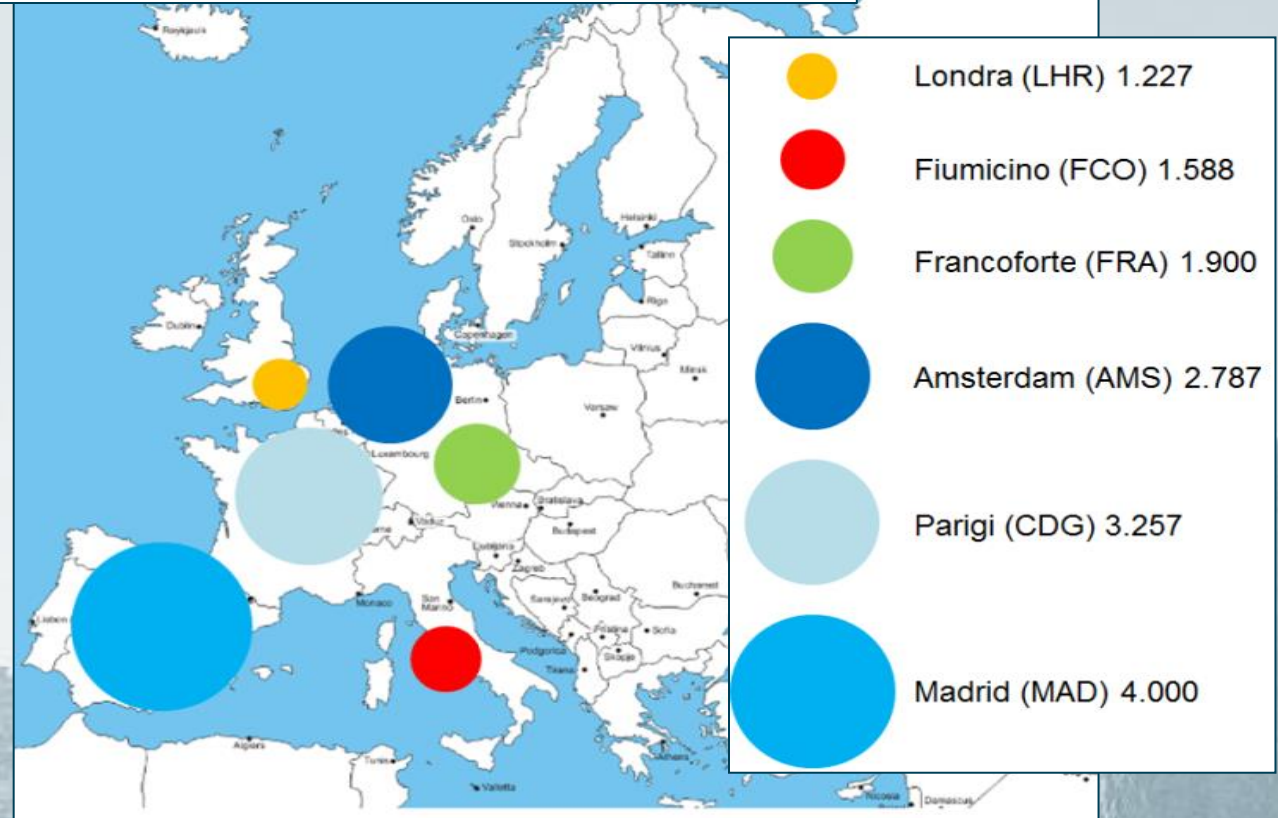 Reykjavik
Londra (LHR) 1.227
Fiumicino (FCO) 1.588
Oslo
Helsinki
Stockholm
Tallinn
Francoforte (FRA) 1.900
Riga
Dublin
Copenhagen
Vilnius
Minsk
Amsterdam (AMS) 2.787
Berlin
Warsaw
Luxembourg
Vienna
Bratislava
Vaduz
Budapest
Parigi (CDG) 3.257
Ljubljana
Zagreb
Bucharest
Monaco
San
Marino
Sarajevo
Beograd
Lisbon
Pristina
Sofia
Podgorica
Skopje
Tirana
Madrid (MAD) 4.000
Algiers
Tunis
Athens
Valletta
Nicosia
Damascus